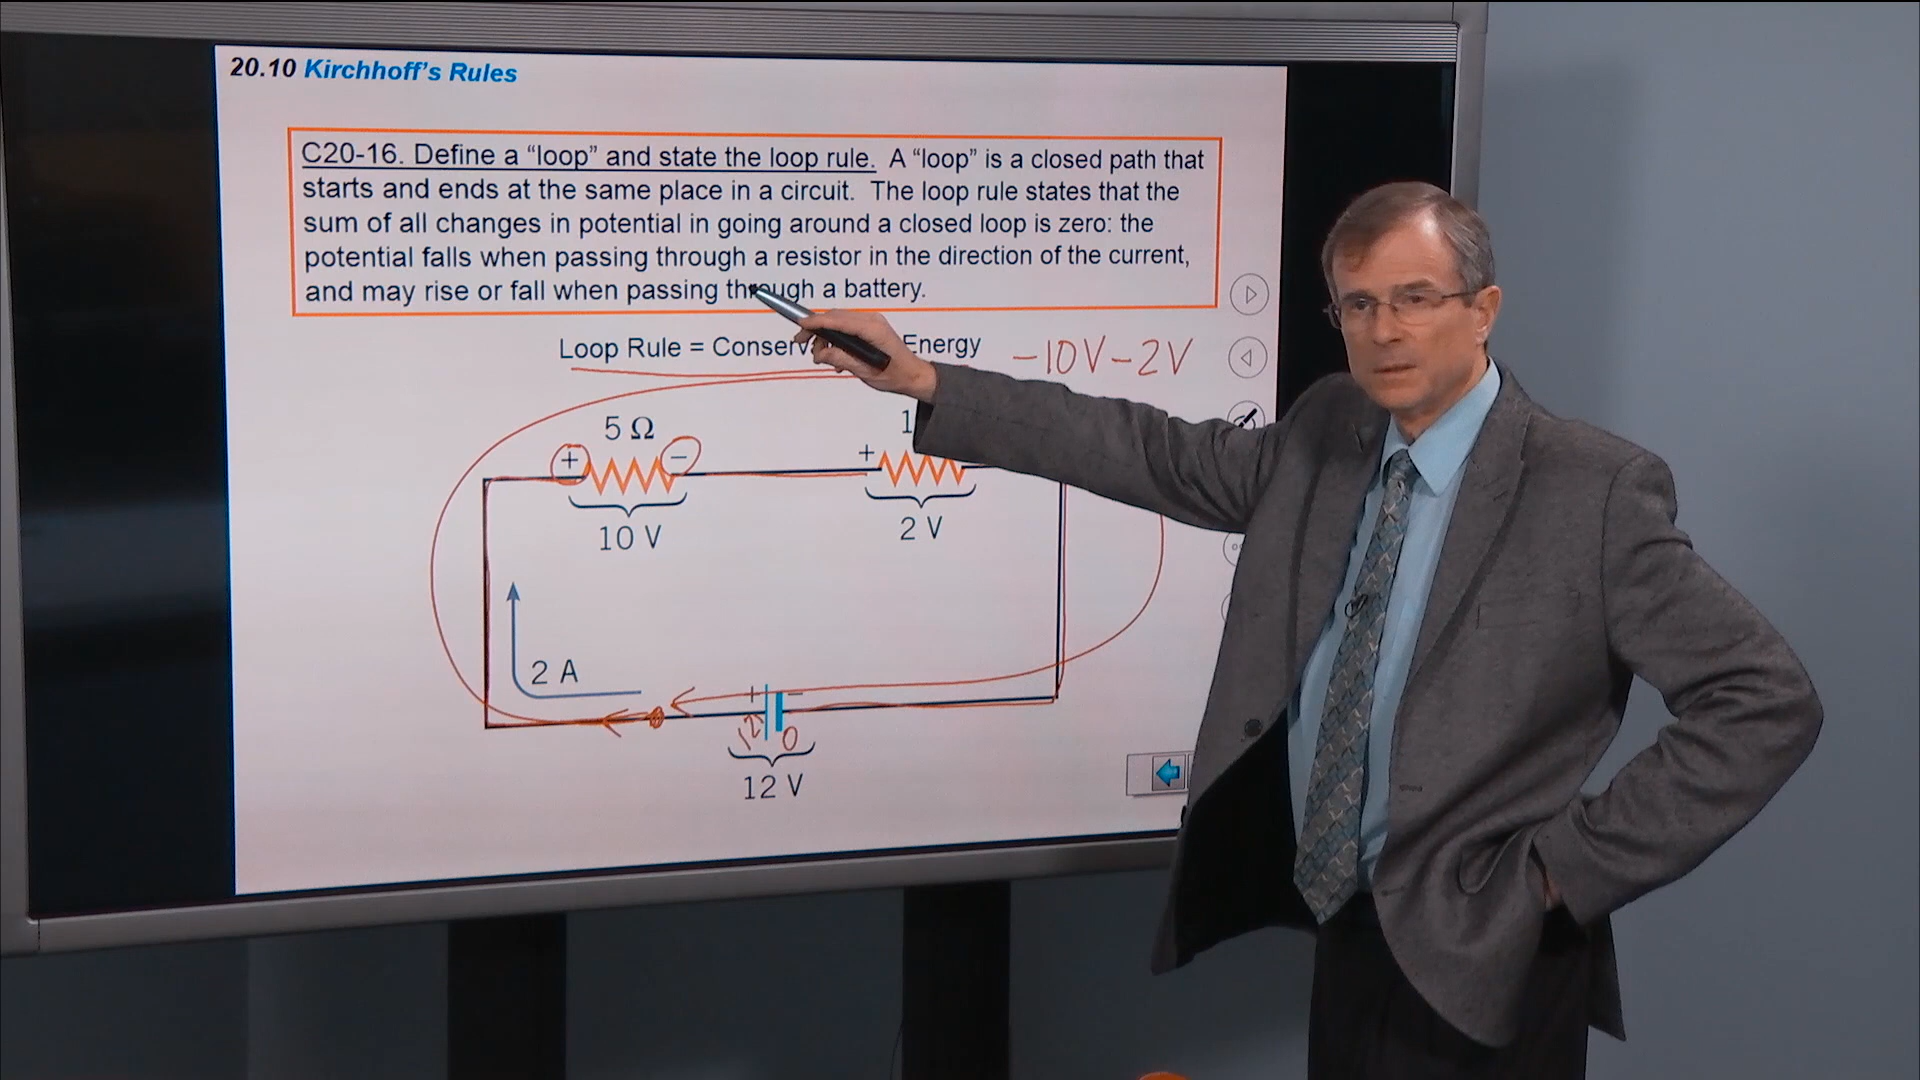 20.10 Kirchhoff's Rules
C20-16. Define a “loop” and state the loop rule. A “loop” is a closed path that
starts and ends at the same place in a circuit. The loop rule states that the
sum of all changes in potential in going around a closed loop is zero: the
potential falls when passing through a resistor in the direction of the current,
and may rise or fall when passing through a battery.
Loop Rule = Energy
−10V−2V
5 Ω
1
+ −
+
10 V
2 V
2 A
+ −
12 0
12 V